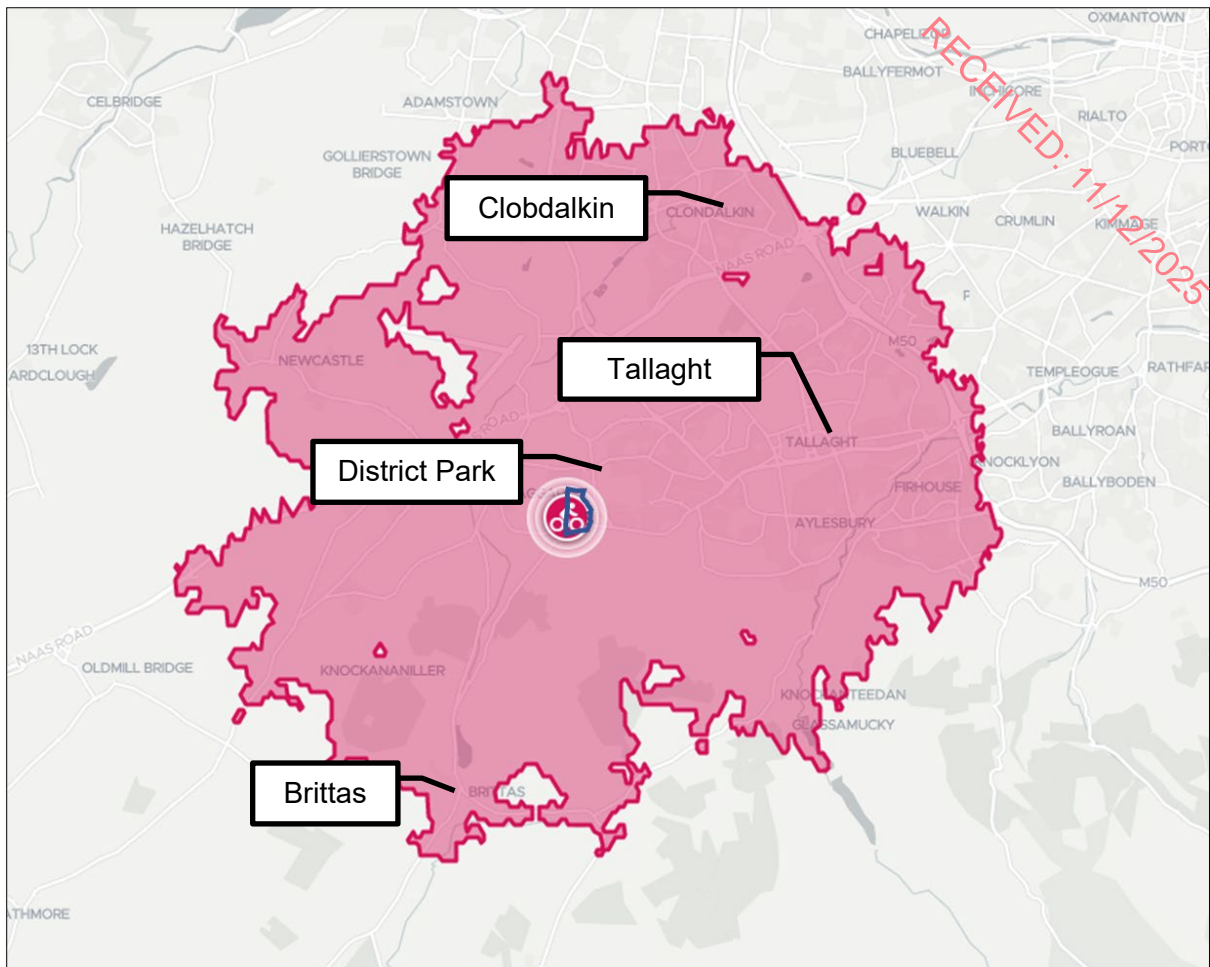 OXMANTOWN
CHAPELIZOD
RECEIVED: 11/12/2025
BALLYFERMOT
INCHICORE
CELBRIDGE
ADAMSTOWN
RIALTO
GOLLIERSTOWN
BRIDGE
BLUEBELL
PORTO
Clobdalkin
CLONDALKIN
WALKIN
CRUMLIN
KIMMAGE
HAZELHATCH
BRIDGE
NAAS ROAD
13TH LOCK
ARDCLOUGH
NEWCASTLE
M50
Tallaght
TEMPLEOGUE
RATHFAR
ROAD
TALLAGHT
BALLYROAN
District Park
KNOCKLYON
BALLYBODEN
FIRHOUSE
AYLESBURY
M50
NAAS ROAD
OLDMILL BRIDGE
KNOCKANANILLER
KNOCKANTEEDAN
GLASSAMUCKY
Brittas
BRITTAS
ATHMORE